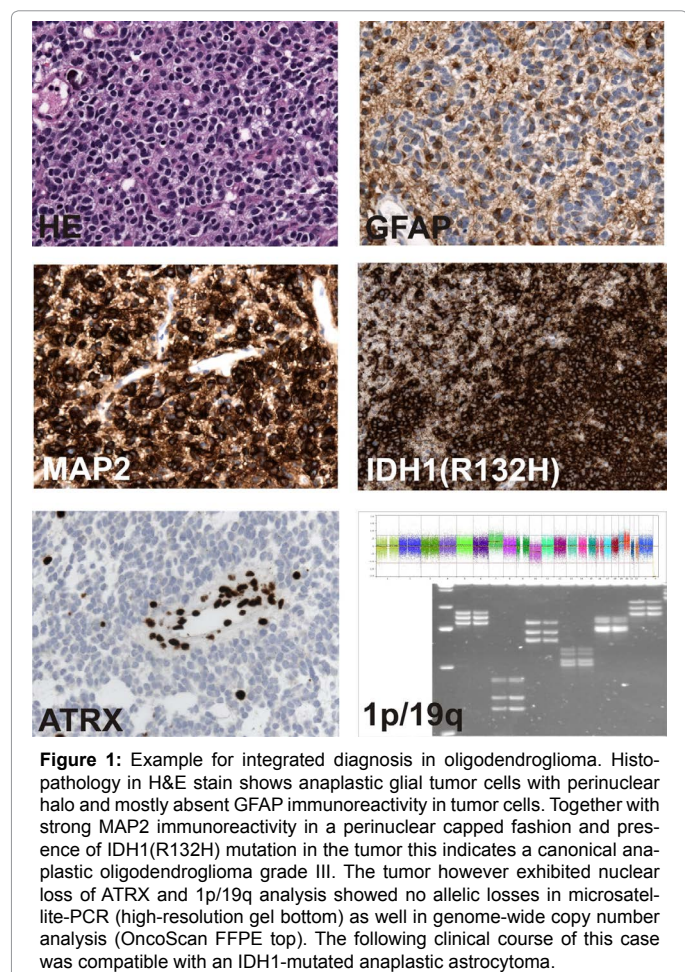 HE
GFAP
MAP2
IDH1(R132H)
ATRX
1p/19q
Figure 1: Example for integrated diagnosis in oligodendroglioma. Histo-
pathology in H&E stain shows anaplastic glial tumor cells with perinuclear
halo and mostly absent GFAP immunoreactivity in tumor cells. Together with
strong MAP2 immunoreactivity in a perinuclear capped fashion and pres-
ence of IDH1(R132H) mutation in the tumor this indicates a canonical ana-
plastic oligodendroglioma grade III. The tumor however exhibited nuclear
loss of ATRX and 1p/19q analysis showed no allelic losses in microsatel-
lite-PCR (high-resolution gel bottom) as well in genome-wide copy number
analysis (OncoScan FFPE top). The following clinical course of this case
was compatible with an IDH1-mutated anaplastic astrocytoma.